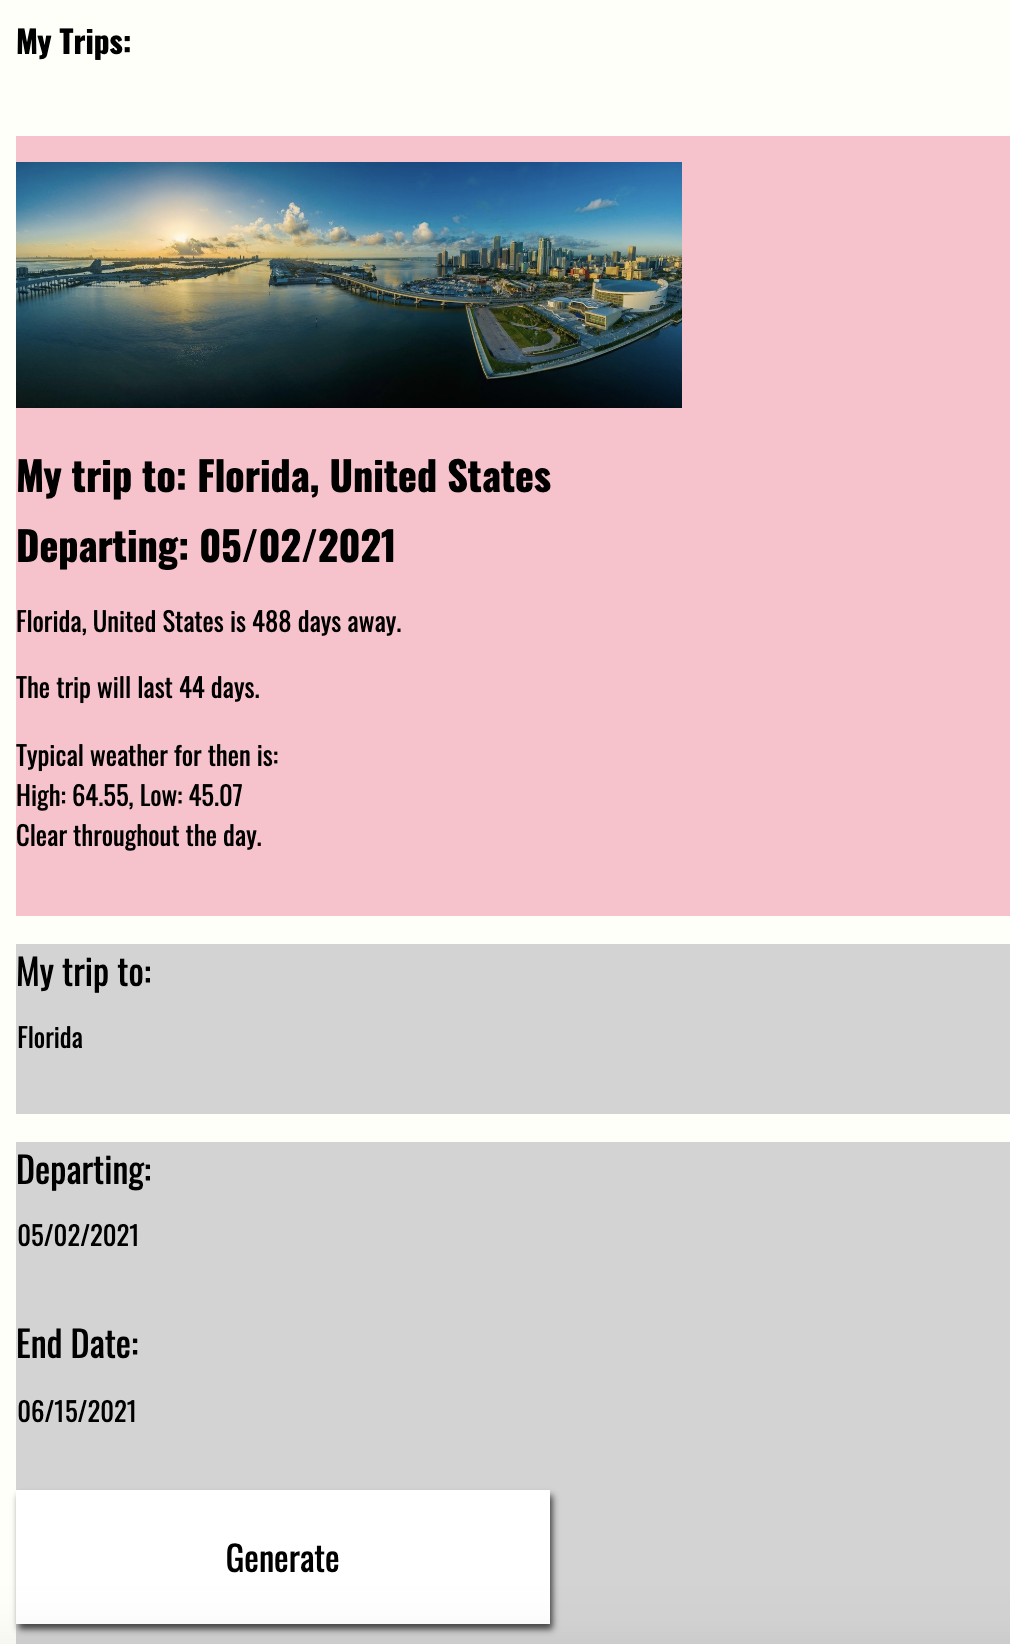 My Trips:
My trip to: Florida, United States
Departing: 05/02/2021
Florida, United States is 488 days away.
The trip will last 44 days.
Typical weather for then is:
High: 64.55, Low: 45.07
Clear throughout the day.
My trip to:
Florida
Departing:
05/02/2021
End Date:
06/15/2021
Generate